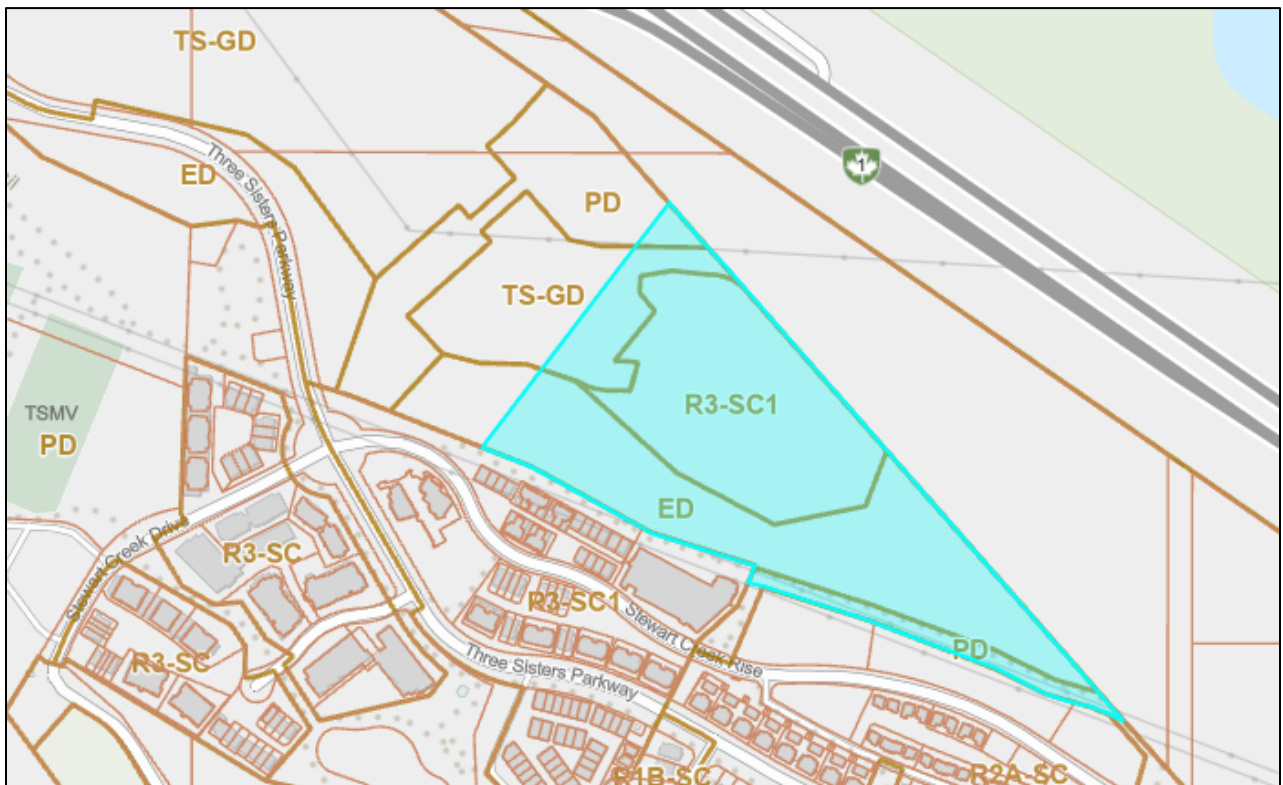 TS-GD
1
ED
Three Sisters Parkway
PD
TS-GD
R3-SC1
TSMV
PD
ED
Stewart Creek Drive
R3-SC
R3-SC1
Stewart Creek Rise
R3-SC
Three Sisters Parkway
PD
R1B-SC
R2A-SC